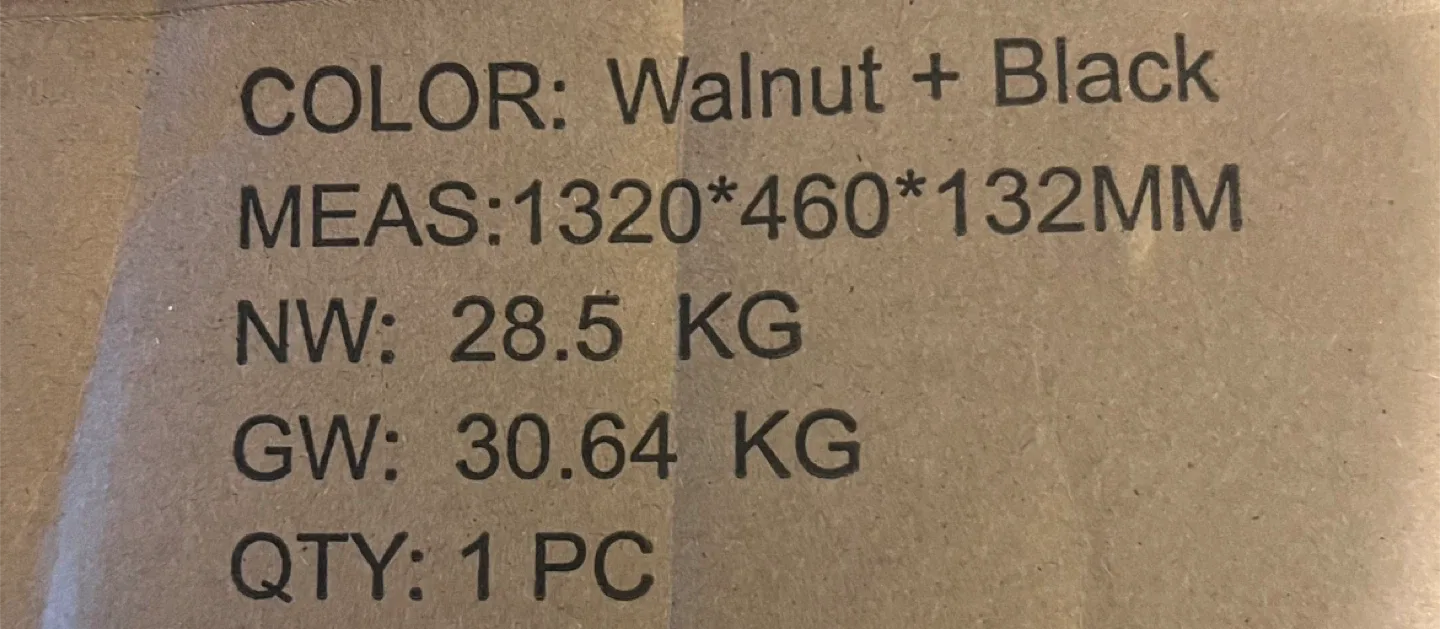 COLOR: Walnut + Black
MEAS:1320*460*132MM
NW: 28.5 KG
GW: 30.64 KG
QTY: 1 PC